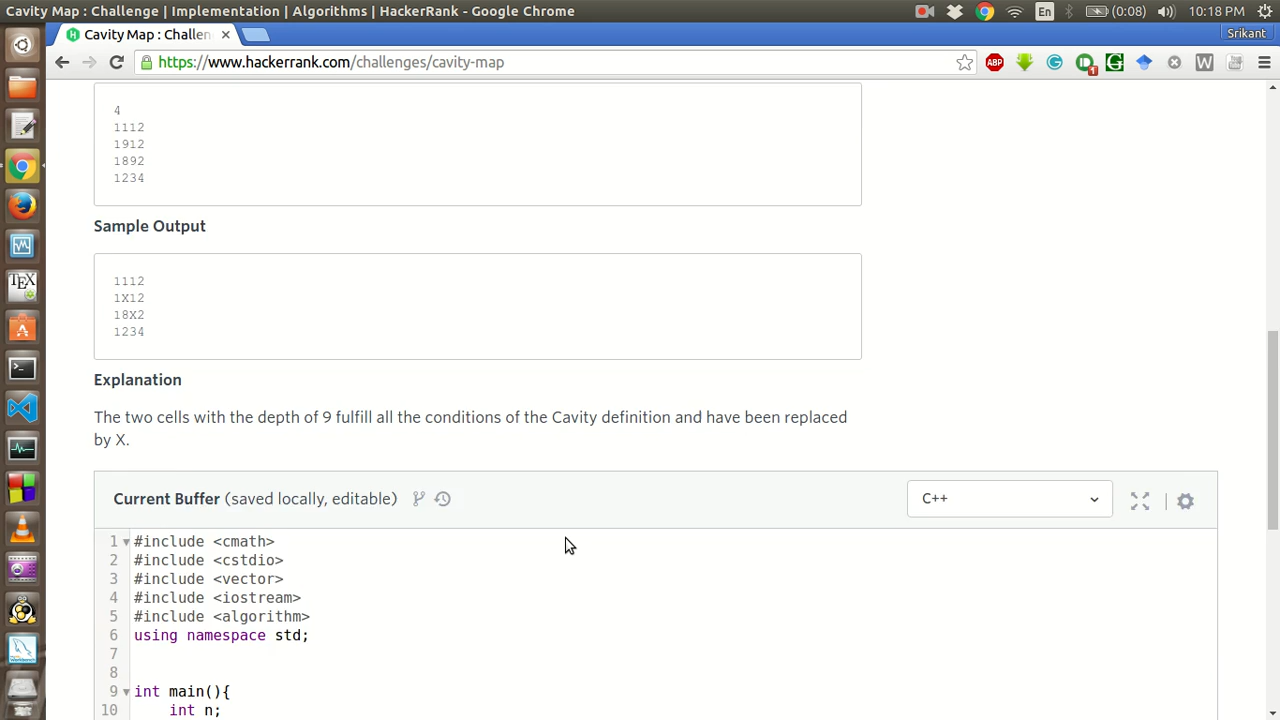 Cavity Map : Challenge | Implementation | Algorithms | HackerRank - Google Chrome
En
(0:08)
10:18 PM
Cavity Map : Challen
Srikant
https://www.hackerrank.com/challenges/cavity-map
ABP
1
G
W
4
1112
1912
1892
1234
Sample Output
1112
1X12
18X2
1234
Explanation
The two cells with the depth of 9 fulfill all the conditions of the Cavity definition and have been replaced
by X.
Current Buffer (saved locally, editable)
C++
1 #include <cmath>
2 #include <cstdio>
3 #include <vector>
4 #include <iostream>
5 #include <algorithm>
6 using namespace std;
7
8
9 int main(){
10 int n;
TEX